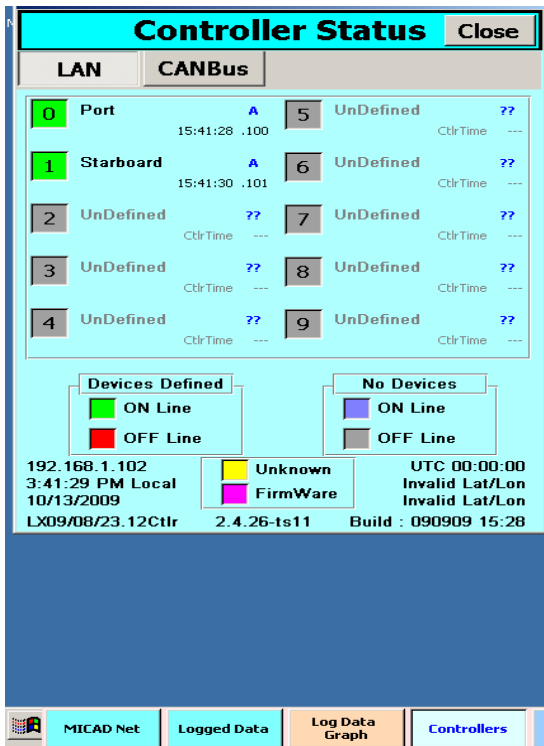 Controller Status Close
LAN CANBus
0 Port A
15:41:28 .100
1 Starboard A
15:41:30 .101
2 UnDefined ??
CtlrTime ---
3 UnDefined ??
CtlrTime ---
4 UnDefined ??
CtlrTime ---
5 UnDefined ??
CtlrTime ---
6 UnDefined ??
CtlrTime ---
7 UnDefined ??
CtlrTime ---
8 UnDefined ??
CtlrTime ---
9 UnDefined ??
CtlrTime ---
Devices Defined
ON Line
OFF Line
No Devices
ON Line
OFF Line
192.168.1.102
3:41:29 PM Local
10/13/2009
Unknown
FirmWare
UTC 00:00:00
Invalid Lat/Lon
Invalid Lat/Lon
LX09/08/23.12Ctlr 2.4.26-ts11 Build : 090909 15:28
MICAD Net
Logged Data
Log Data
Graph
Controllers